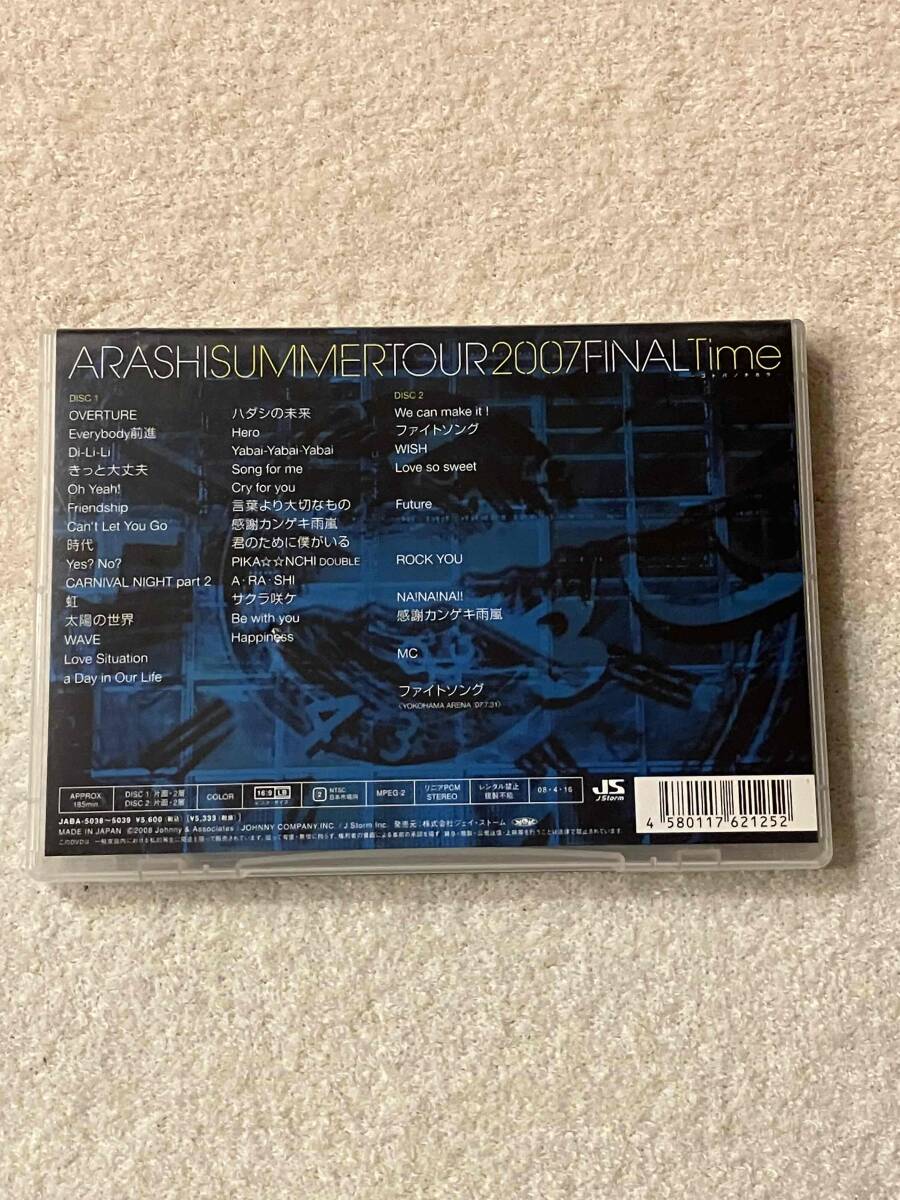 ARASHISUMMERTOUR2007FINALTime
コトバノチカラ
DISC 1
OVERTURE
Everybody前進
Di-Li-Li
きっと大丈夫
Oh Yeah!
Friendship
Can't Let You Go
時代
Yes? No?
CARNIVAL NIGHT part 2
虹
太陽の世界
WAVE
Love Situation
a Day in Our Life
ハダシの未来
Hero
Yabai-Yabai-Yabai
Song for me
Cry for you
言葉より大切なもの
感謝カンゲキ雨嵐
君のために僕がいる
PIKA☆☆NCHI DOUBLE
A・RA・SHI
サクラ咲ケ
Be with you
Happiness
DISC 2
We can make it !
ファイトソング
WISH
Love so sweet
Future
ROCK YOU
NA!NA!NA!!
感謝カンゲキ雨嵐
MC
ファイトソング
(YOKOHAMA ARENA '07.7.31)
APPROX
185min.
DISC 1: 片面・2層
DISC 2: 片面・2層
COLOR
16:9 LB
2
NTSC
日本市場向
MPEG-2
リニアPCM
STEREO
レンタル禁止
複製不能
08・4・16
JS
J Storm
JABA-5038〜5039 ¥5,600(税込) [¥5,333(税抜)]
MADE IN JAPAN ©2008 Johnny & Associates / JOHNNY COMPANY,INC. / J Storm Inc. 発売元:株式会社ジェイ・ストーム
4 580117 621252